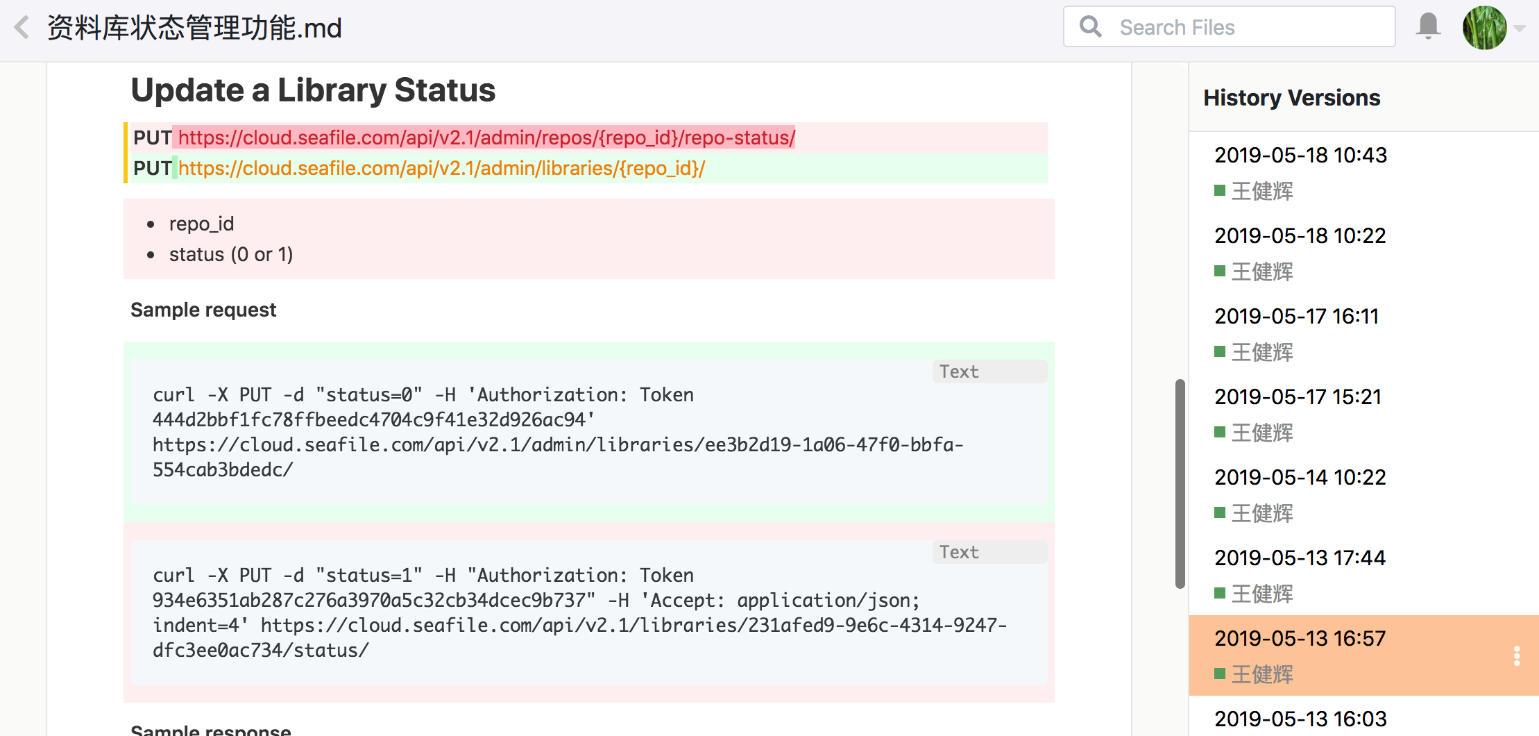 资料库状态管理功能.md
Search Files
Update a Library Status
PUT https://cloud.seafile.com/api/v2.1/admin/repos/{repo_id}/repo-status/
PUT https://cloud.seafile.com/api/v2.1/admin/libraries/{repo_id}/
• repo_id
• status (0 or 1)
Sample request
Text
curl -X PUT -d "status=0" -H 'Authorization: Token
444d2bbf1fc78ffbeedc4704c9f41e32d926ac94'
https://cloud.seafile.com/api/v2.1/admin/libraries/ee3b2d19-1a06-47f0-bbfa-
554cab3bdedc/
Text
curl -X PUT -d "status=1" -H "Authorization: Token
934e6351ab287c276a3970a5c32cb34dcec9b737" -H 'Accept: application/json;
indent=4' https://cloud.seafile.com/api/v2.1/libraries/231afed9-9e6c-4314-9247-
dfc3ee0ac734/status/
Sample response
History Versions
2019-05-18 10:43
王健辉
2019-05-18 10:22
王健辉
2019-05-17 16:11
王健辉
2019-05-17 15:21
王健辉
2019-05-14 10:22
王健辉
2019-05-13 17:44
王健辉
2019-05-13 16:57
王健辉
2019-05-13 16:03